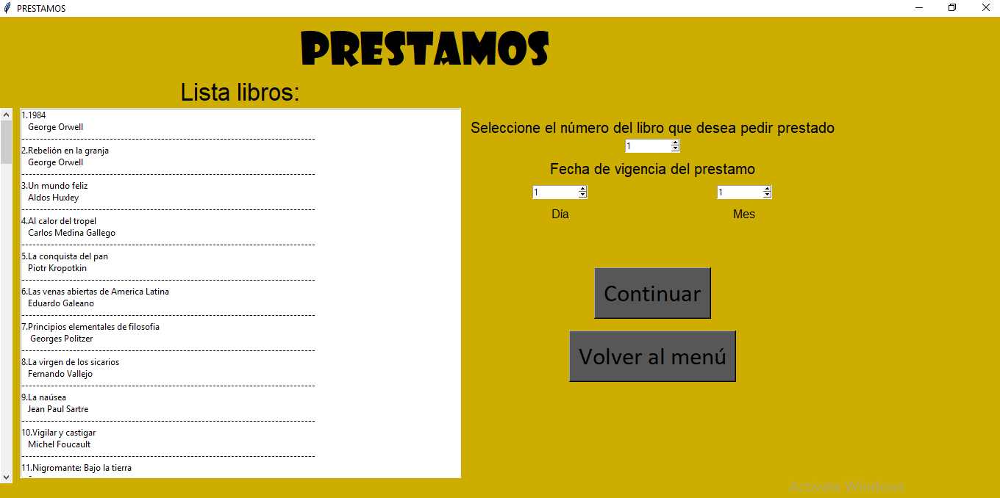 PRESTAMOS
PRESTAMOS
Lista libros:
1.1984
George Orwell
--------------------------------------------------------------------------------
2.Rebelión en la granja
George Orwell
--------------------------------------------------------------------------------
3.Un mundo feliz
Aldos Huxley
--------------------------------------------------------------------------------
4.Al calor del tropel
Carlos Medina Gallego
--------------------------------------------------------------------------------
5.La conquista del pan
Piotr Kropotkin
--------------------------------------------------------------------------------
6.Las venas abiertas de America Latina
Eduardo Galeano
--------------------------------------------------------------------------------
7.Principios elementales de filosofia
Georges Politzer
--------------------------------------------------------------------------------
8.La virgen de los sicarios
Fernando Vallejo
--------------------------------------------------------------------------------
9.La naúsea
Jean Paul Sartre
--------------------------------------------------------------------------------
10.Vigilar y castigar
Michel Foucault
--------------------------------------------------------------------------------
11.Nigromante: Bajo la tierra
Seleccione el número del libro que desea pedir prestado
1
Fecha de vigencia del prestamo
1 1
Día Mes
Continuar
Volver al menú
Activate Windows